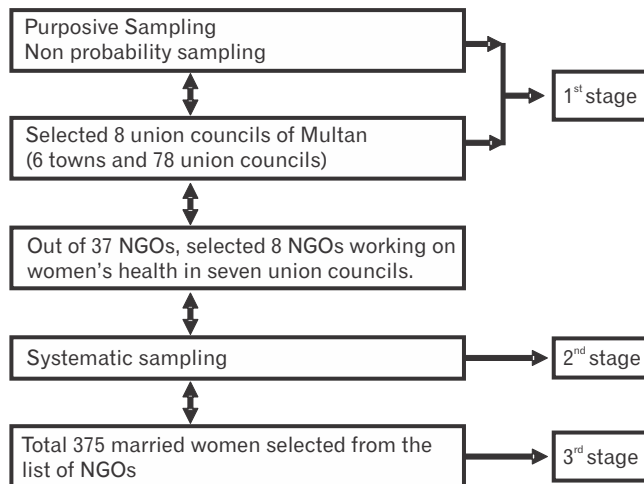 Purposive Sampling
Non probability sampling
1st stage
Selected 8 union councils of Multan
(6 towns and 78 union councils)
Out of 37 NGOs, selected 8 NGOs working on
women's health in seven union councils.
Systematic sampling
2nd stage
Total 375 married women selected from the
list of NGOs
3rd stage